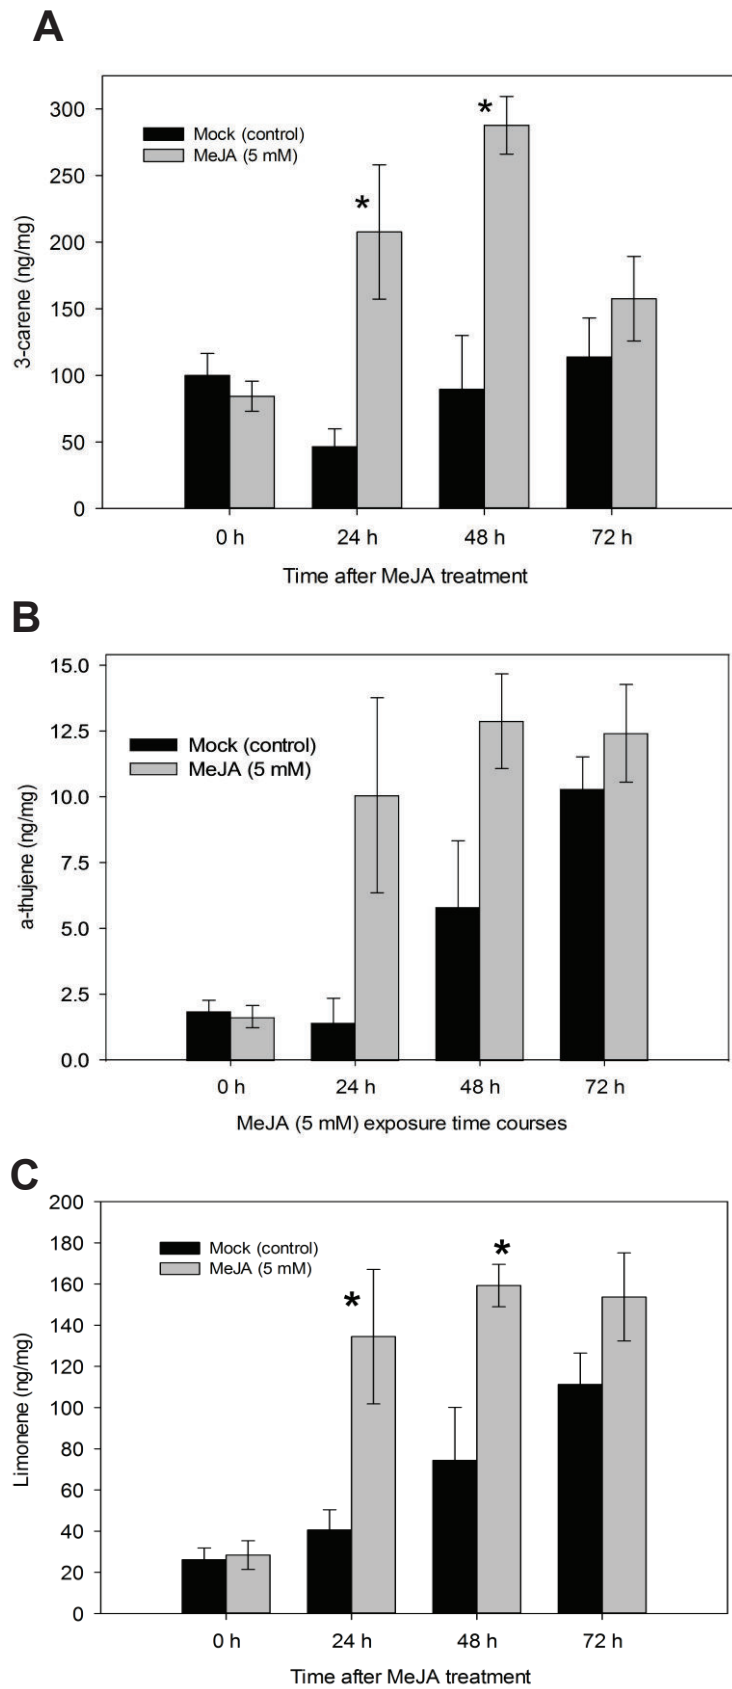 A
300
250
200
150
100
50
0
3-carene (ng/mg)
Mock (control)
MeJA (5 mM)
*
*
0 h 24 h 48 h 72 h
Time after MeJA treatment
B
15.0
12.5
10.0
7.5
5.0
2.5
0.0
a-thujene (ng/mg)
Mock (control)
MeJA (5 mM)
0 h 24 h 48 h 72 h
MeJA (5 mM) exposure time courses
C
200
180
160
140
120
100
80
60
40
20
0
Limonene (ng/mg)
Mock (control)
MeJA (5 mM)
*
*
0 h 24 h 48 h 72 h
Time after MeJA treatment